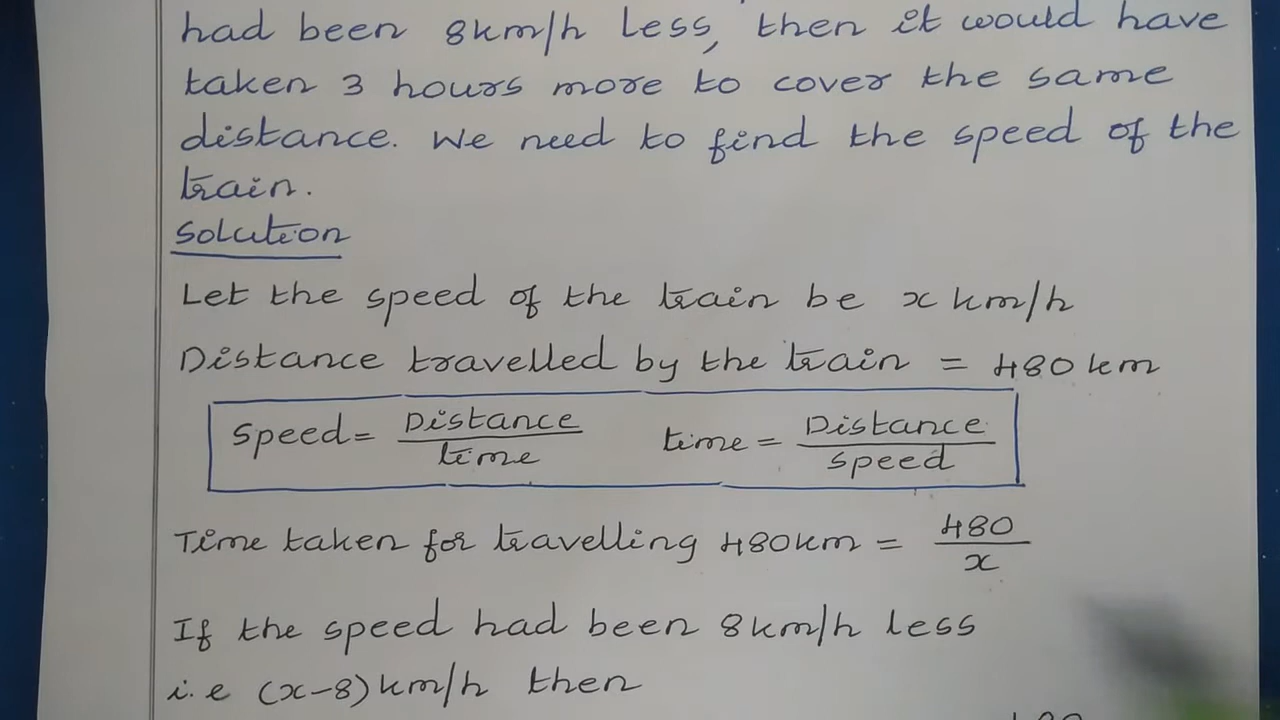 had been 8km/h less, then it would have
taken 3 hours more to cover the same
distance. We need to find the speed of the
train.
Solution
Let the speed of the train be x km/h
Distance travelled by the train = 480 km
Speed = Distance/time time = Distance/speed
Time taken for travelling 480km = 480/x
If the speed had been 8km/h less
i.e (x-8)km/h then